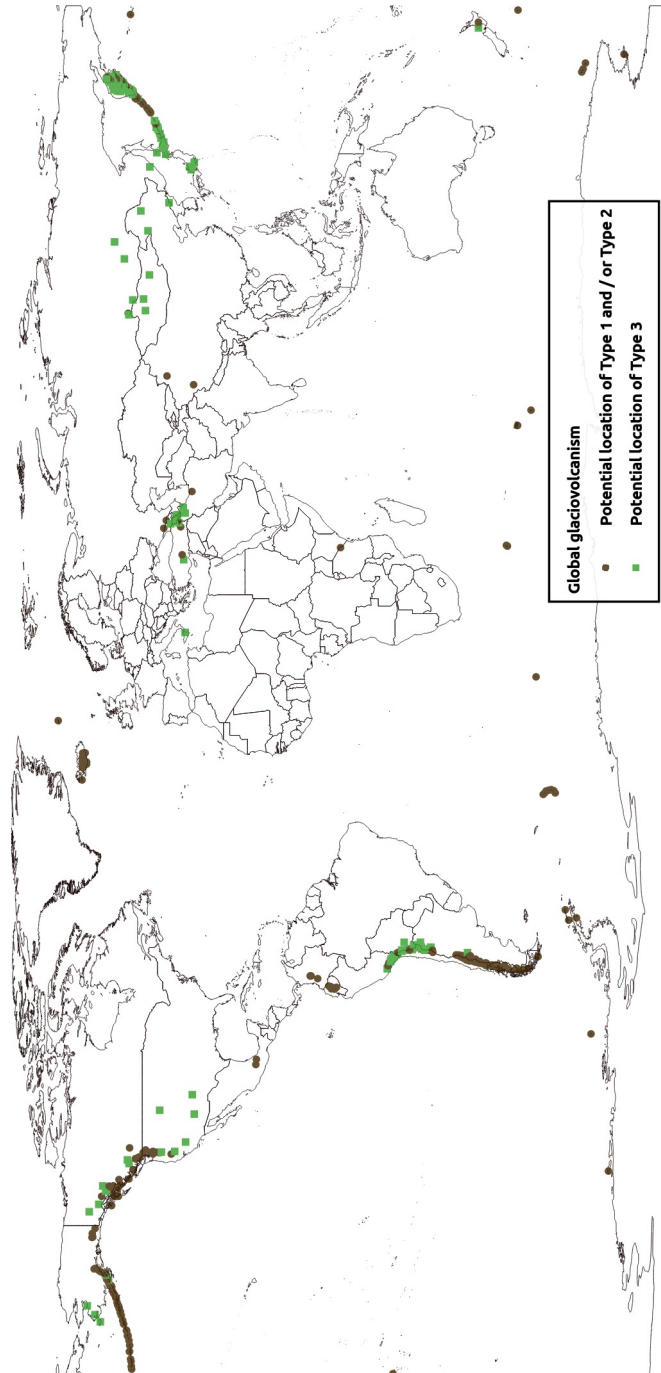 Global glaciovolcanism
Potential location of Type 1 and / or Type 2
Potential location of Type 3